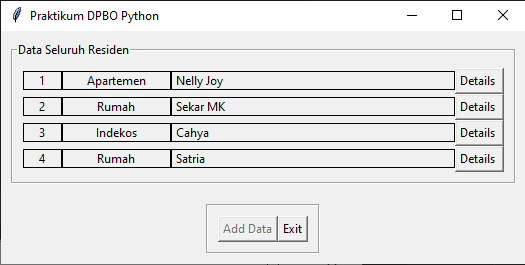 Praktikum DPBO Python
Data Seluruh Residen
1 Apartemen Nelly Joy Details
2 Rumah Sekar MK Details
3 Indekos Cahya Details
4 Rumah Satria Details
Add Data Exit